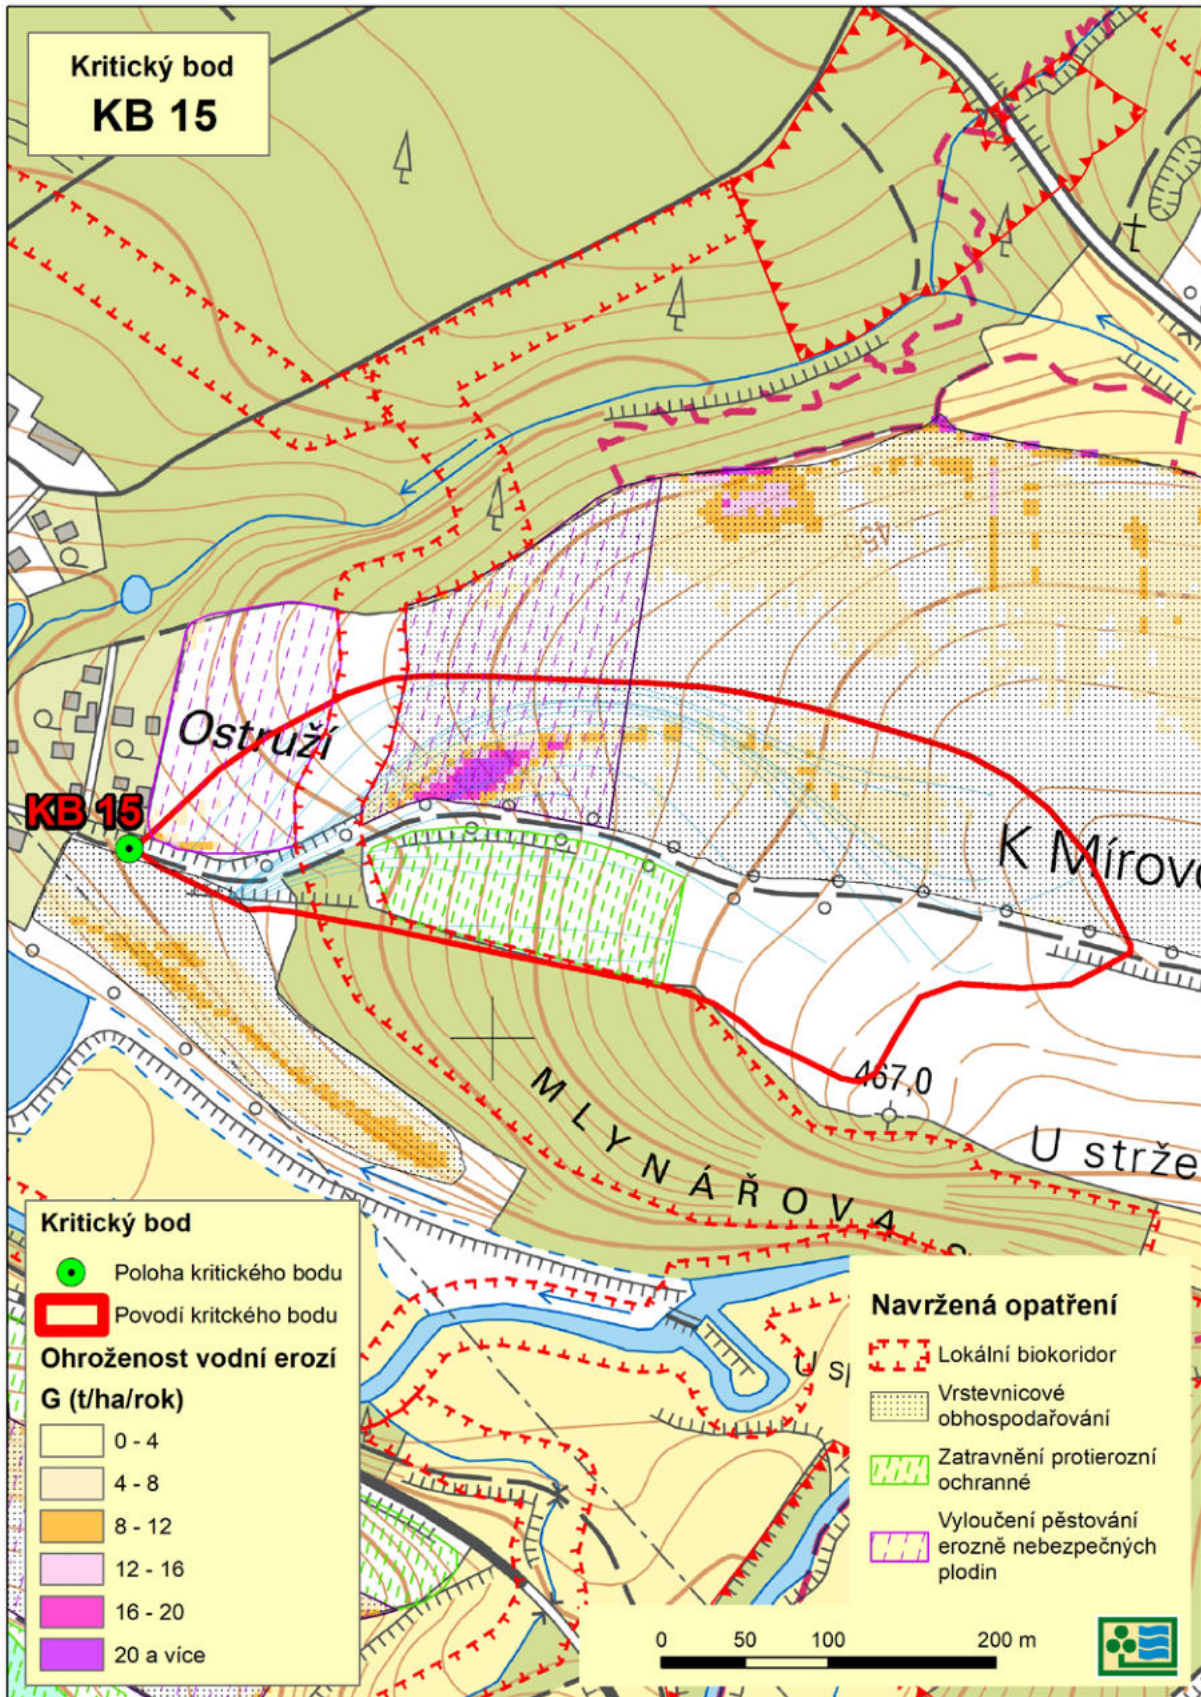 Kritický bod
KB 15
t
45
Ostruží
KB 15
K Mírov
467,0
U strže
MLYNÁŘOVA
Kritický bod
Poloha kritického bodu
Povodí kritckého bodu
Ohroženost vodní erozí
G (t/ha/rok)
0 - 4
4 - 8
8 - 12
12 - 16
16 - 20
20 a více
U sp
Navržená opatření
Lokální biokoridor
Vrstevnicové
obhospodařování
Zatravnění protierozní
ochranné
Vyloučení pěstování
erozně nebezpečných
plodin
0 50 100 200 m